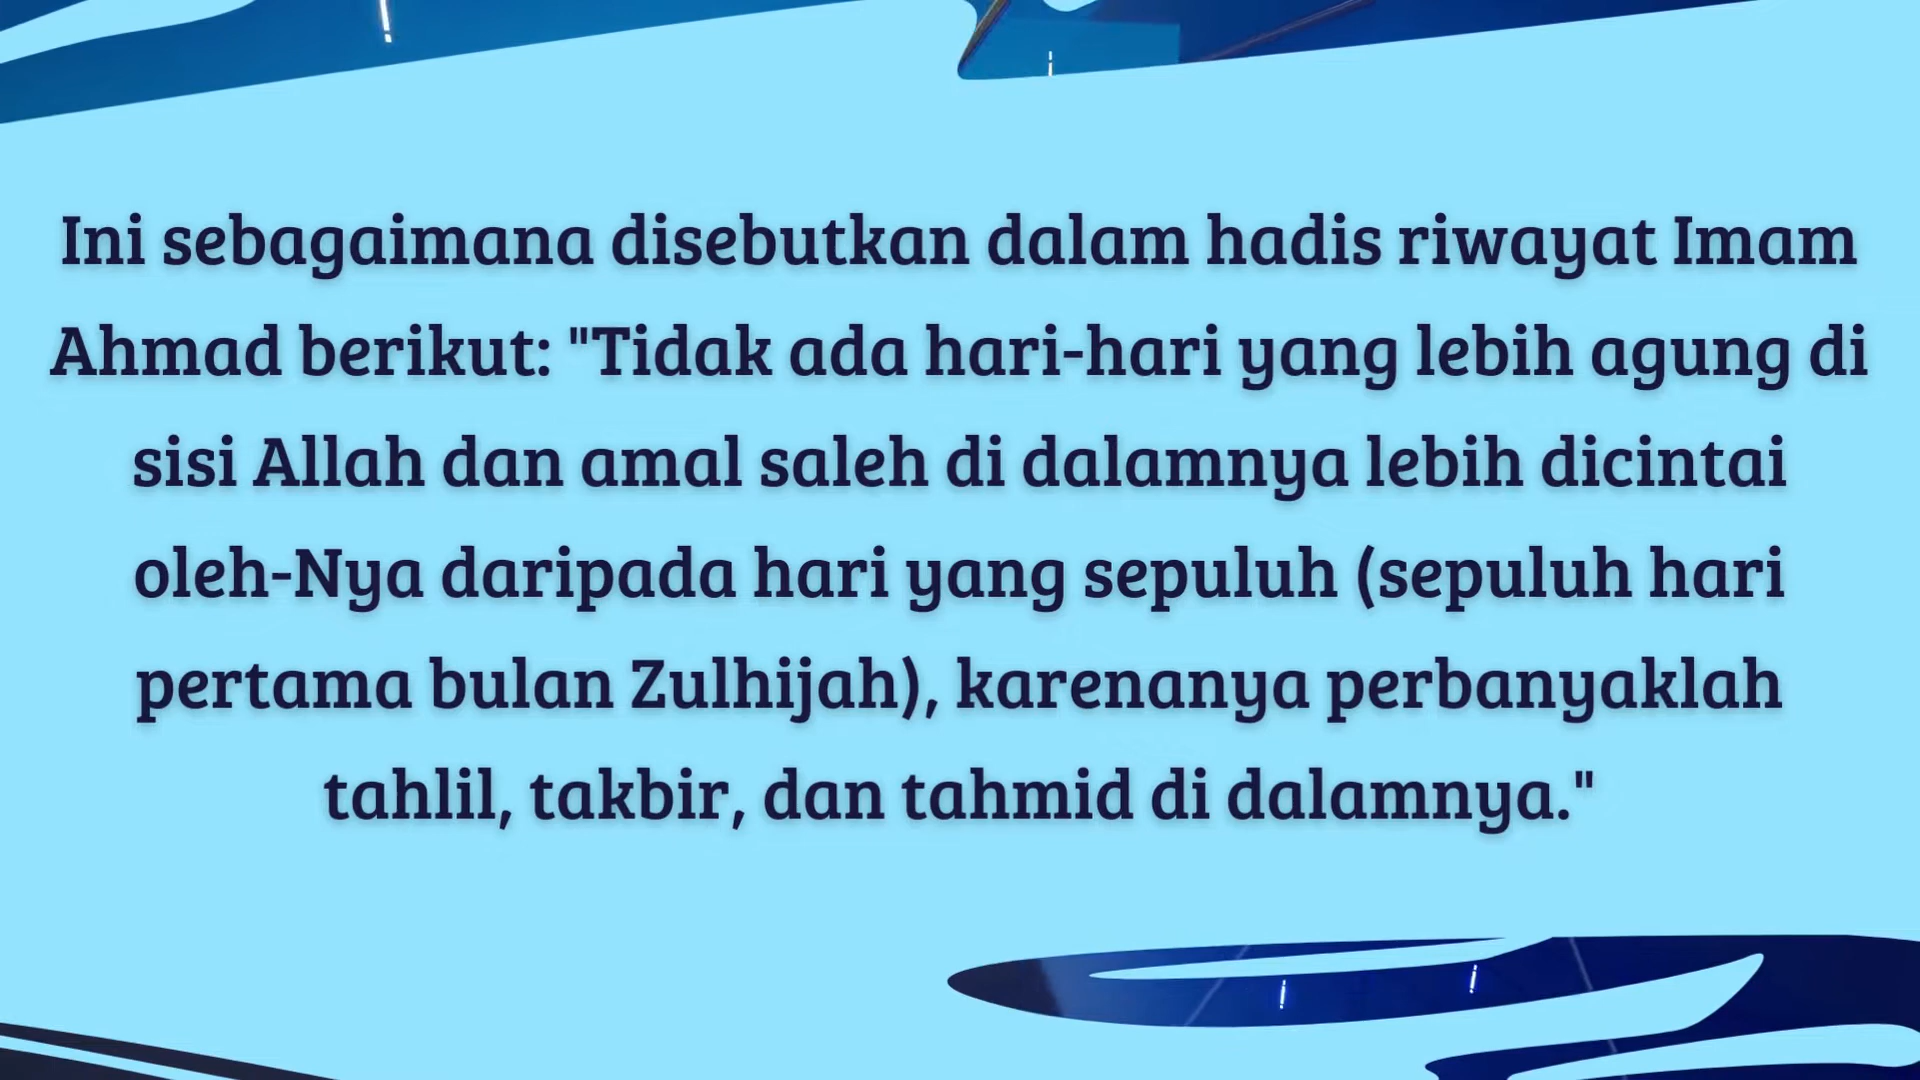 Ini sebagaimana disebutkan dalam hadis riwayat Imam
Ahmad berikut: "Tidak ada hari-hari yang lebih agung di
sisi Allah dan amal saleh di dalamnya lebih dicintai
oleh-Nya daripada hari yang sepuluh (sepuluh hari
pertama bulan Zulhijah), karenanya perbanyaklah
tahlil, takbir, dan tahmid di dalamnya."